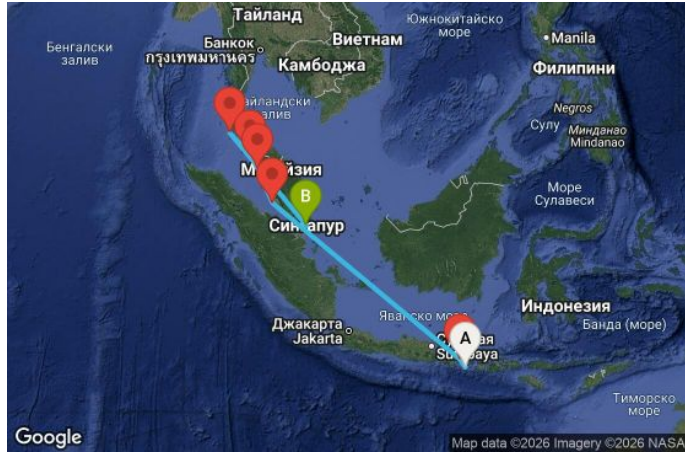 Тайланд
Южнокитайско
море
Бенгалски
залив
Банкок
กรุงเทพมหานคร
Виетнам
Manila
Камбоджа
Филипини
залив
Negros
Сулу
Минданао
Mindanao
Море
Сулавеси
B
Сингапур
Индонезия
Банда (море)
Джакарта
Jakarta
A
Тиморско
море
Google
Map data ©2026 Imagery ©2026 NASA